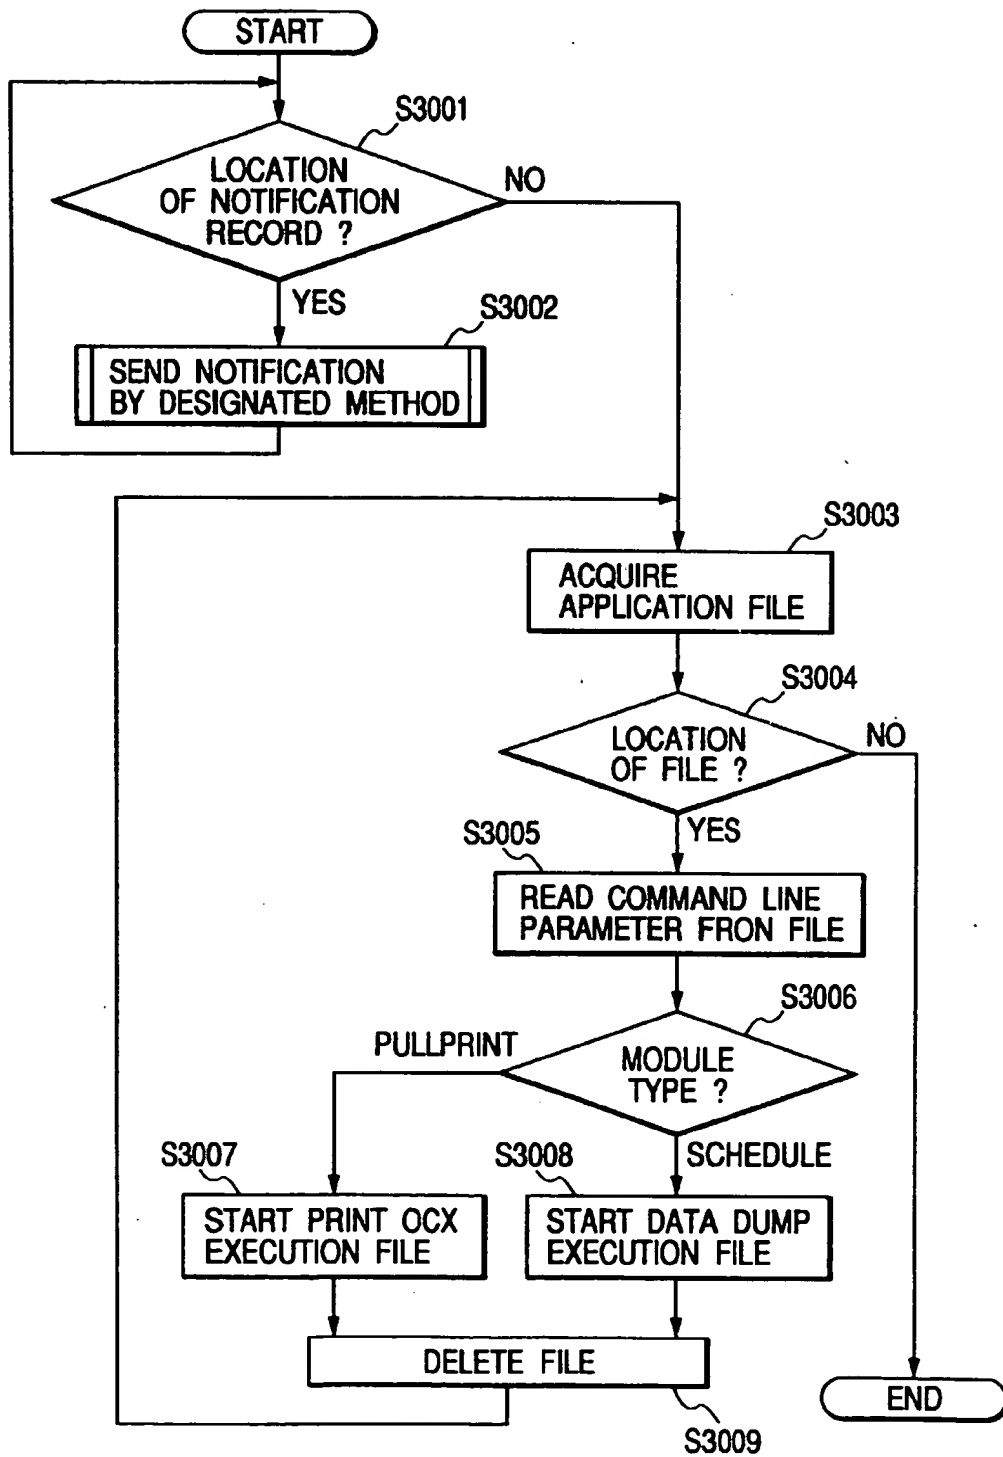 START
S3001
LOCATION
OF NOTIFICATION
RECORD ?
NO
YES
S3002
SEND NOTIFICATION
BY DESIGNATED METHOD
S3003
ACQUIRE
APPLICATION FILE
S3004
LOCATION
OF FILE ?
NO
YES
S3005
READ COMMAND LINE
PARAMETER FRON FILE
S3006
MODULE
TYPE ?
PULLPRINT
SCHEDULE
S3007
START PRINT OCX
EXECUTION FILE
S3008
START DATA DUMP
EXECUTION FILE
DELETE FILE
S3009
END